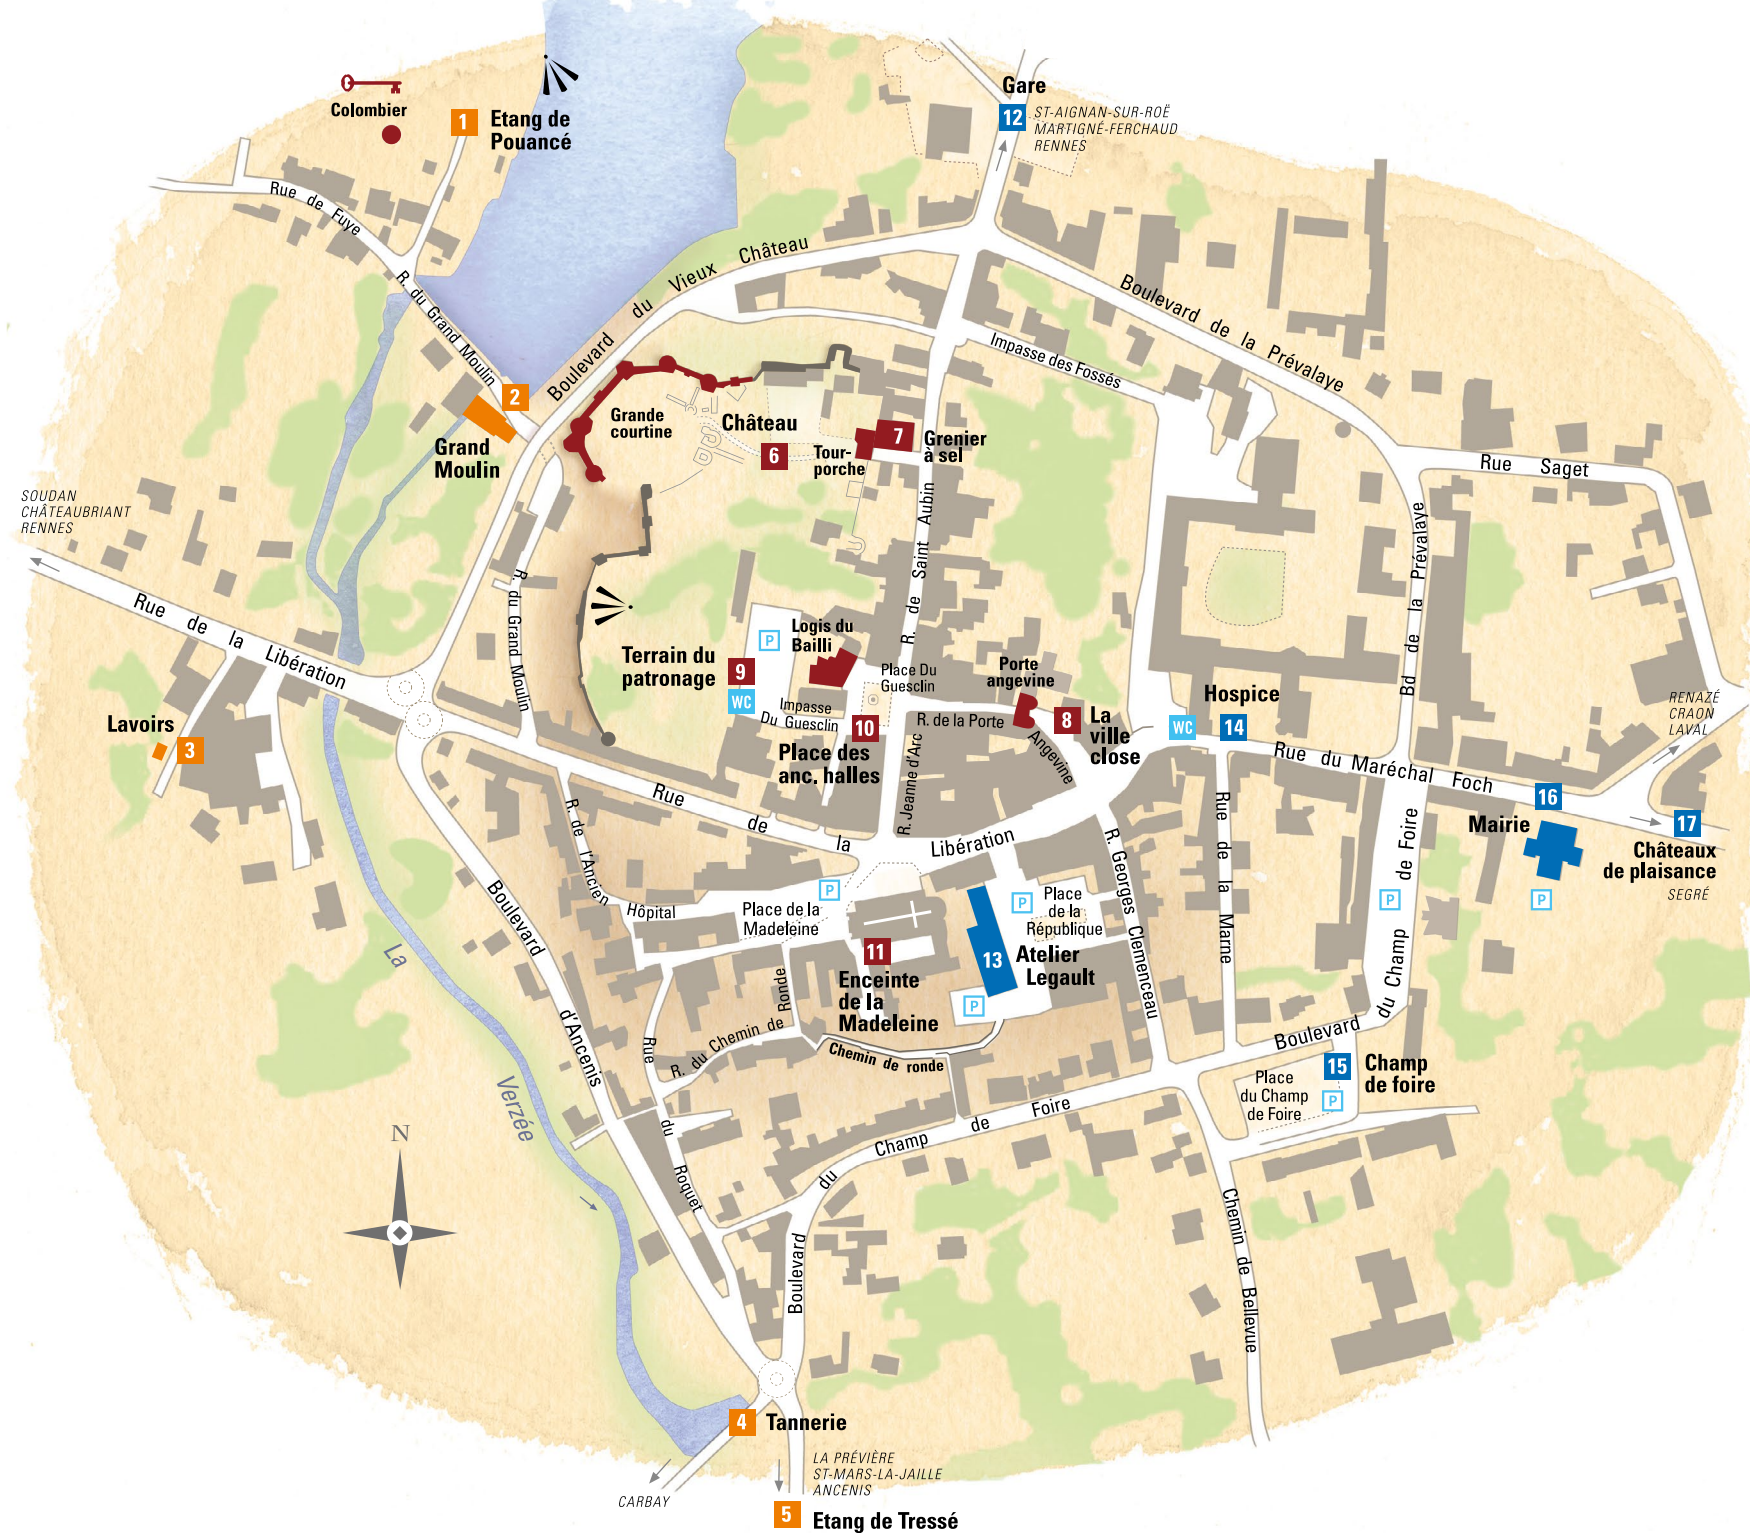 Colombier
1
Etang de
Pouancé
Gare
12
ST-AIGNAN-SUR-ROË
MARTIGNÉ-FERCHAUD
RENNES
Rue de Fuye
R. du Grand Moulin
Boulevard du Vieux Château
Boulevard de la Prévalaye
Impasse des Fossés
2
Grand
Moulin
Grande
courtine
Château
6
Tour-
porche
7
Grenier
à sel
Rue Saget
SOUDAN
CHÂTEAUBRIANT
RENNES
Rue de la Libération
R. du Grand Moulin
R. de Saint Aubin
Bd de la Prévalaye
P
Logis du
Bailli
Terrain du
patronage
9
WC
Impasse
Du Guesclin
Place Du
Guesclin
Porte
angevine
R. de la Porte
Angevine
8
La
ville
close
WC
Hospice
14
RENAZÉ
CRAON
LAVAL
Lavoirs
3
10
Place des
anc. halles
R. Jeanne d'Arc
Rue du Maréchal Foch
16
Mairie
17
Châteaux
de plaisance
SEGRÉ
P
Rue de la Libération
R. de l'Ancien Hôpital
R. Georges Clemenceau
Rue de la Marne
P
P
Place de la
Madeleine
P
Place
de la
République
11
Enceinte
de la
Madeleine
13
Atelier
Legault
P
Boulevard du Champ de Foire
La Verzée
Boulevard d'Ancenis
R. du Chemin de Ronde
Chemin de ronde
Rue du Roquet
15
Champ
de foire
Place
du Champ
de Foire
P
N
Boulevard du Champ de Foire
Chemin de Bellevue
4
Tannerie
CARBAY
LA PRÉVIÈRE
ST-MARS-LA-JAILLE
ANCENIS
5
Etang de Tressé